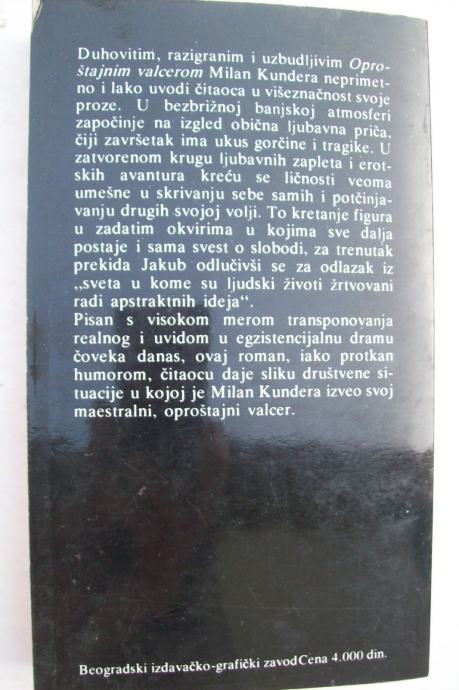 Duhovitim, razigranim i uzbudljivim Opro-
štajnim valcerom Milan Kundera neprimet-
no i lako uvodi čitaoca u višeznačnost svoje
proze. U bezbrižnoj banjskoj atmosferi
započinje na izgled obična ljubavna priča,
čiji završetak ima ukus gorčine i tragike. U
zatvorenom krugu ljubavnih zapleta i erot-
skih avantura kreću se ličnosti veoma
umešne u skrivanju sebe samih i potčinja-
vanju drugih svojoj volji. To kretanje figura
u zadatim okvirima u kojima sve dalja
postaje i sama svest o slobodi, za trenutak
prekida Jakub odlučivši se za odlazak iz
„sveta u kome su ljudski životi žrtvovani
radi apstraktnih ideja“.
Pisan s visokom merom transponovanja
realnog i uvidom u egzistencijalnu dramu
čoveka danas, ovaj roman, iako protkan
humorom, čitaocu daje sliku društvene si-
tuacije u kojoj je Milan Kundera izveo svoj
maestralni, oproštajni valcer.
Beogradski izdavačko-grafički zavod Cena 4.000 din.